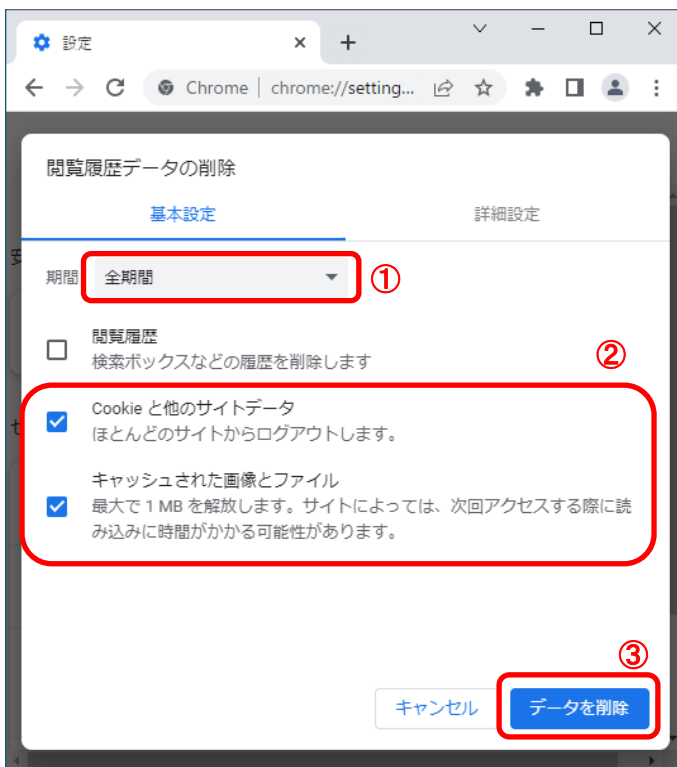 設定
Chrome | chrome://setting...
閲覧履歴データの削除
基本設定
詳細設定
期間
全期間
①
閲覧履歴
検索ボックスなどの履歴を削除します
②
Cookie と他のサイトデータ
ほとんどのサイトからログアウトします。
キャッシュされた画像とファイル
最大で 1 MB を解放します。サイトによっては、次回アクセスする際に読
み込みに時間がかかる可能性があります。
③
キャンセル
データを削除